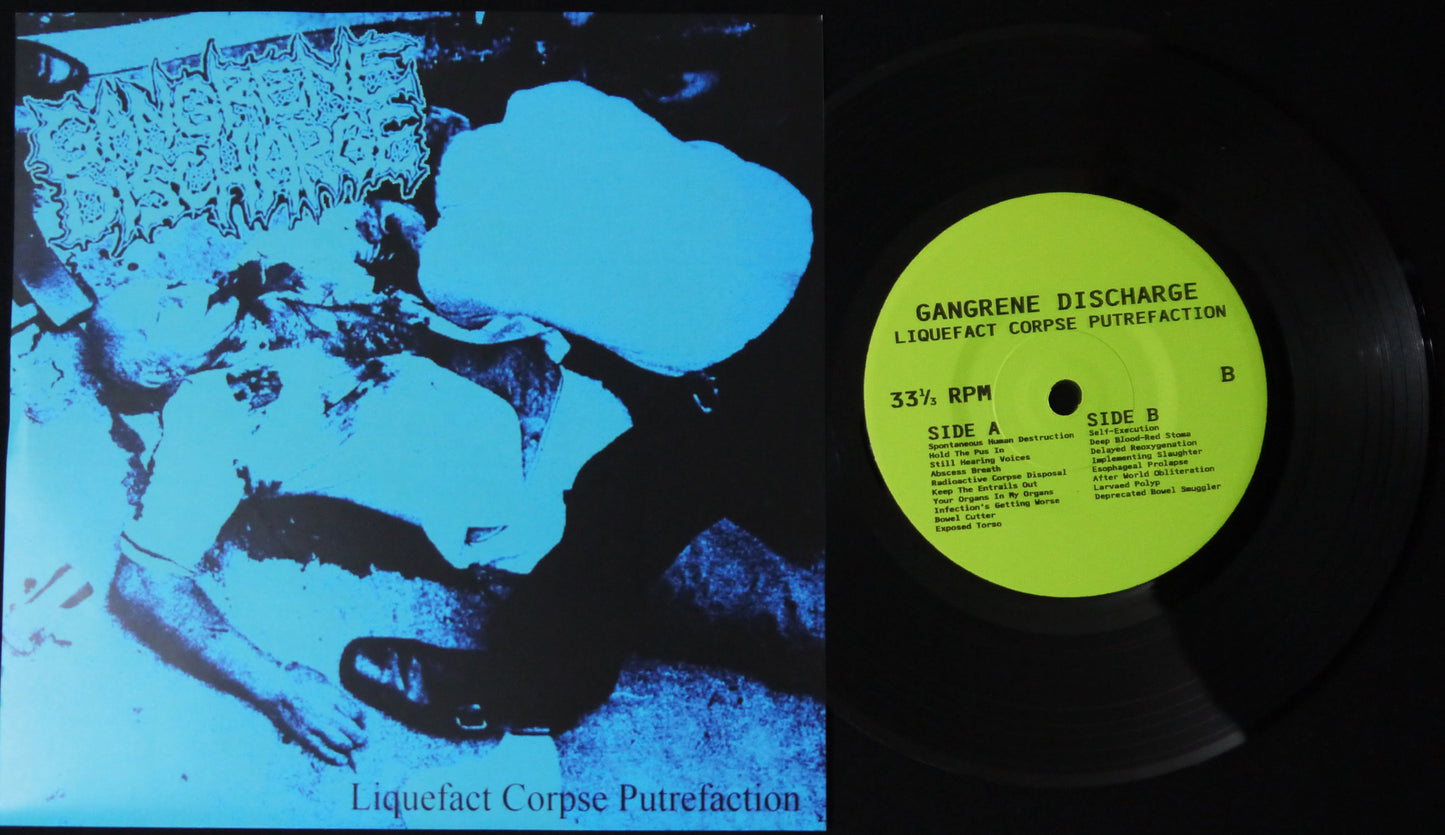 GANGRENE
DISCHARGE
Liquefact Corpse Putrefaction
GANGRENE DISCHARGE
LIQUEFACT CORPSE PUTREFACTION
B
33⅓ RPM
SIDE A
Spontaneous Human Destruction
Hold The Pus In
Still Hearing Voices
Abscess Breath
Radioactive Corpse Disposal
Keep The Entrails Out
Your Organs In My Organs
Infection's Getting Worse
Bowel Cutter
Exposed Torso
SIDE B
Self-Execution
Deep Blood-Red Stoma
Delayed Reoxygenation
Implementing Slaughter
Esophageal Prolapse
After World Obliteration
Larvaed Polyp
Deprecated Bowel Smuggler